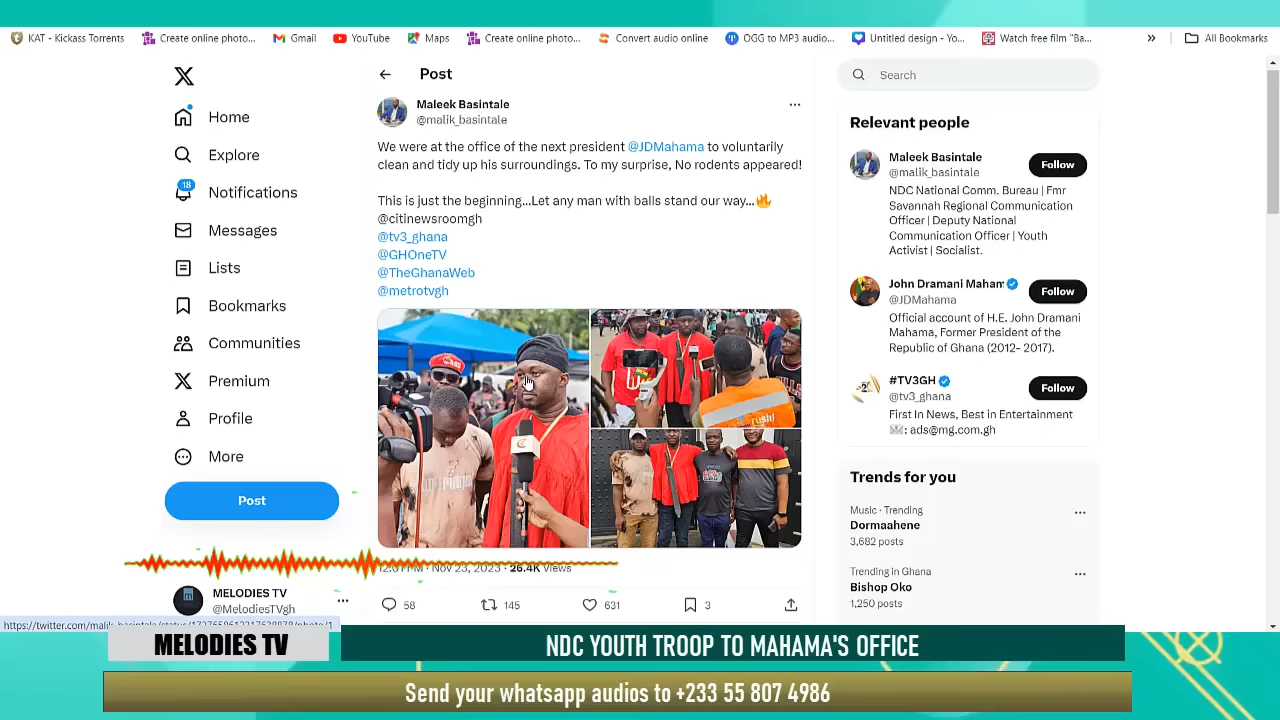 KAT - Kickass Torrents
Create online photo...
Gmail
YouTube
Maps
Create online photo...
Convert audio online
OGG to MP3 audio...
Untitled design - Yo...
Watch free film "Ba...
»
All Bookmarks
Home
Explore
18
Notifications
Messages
Lists
Bookmarks
Communities
Premium
Profile
More
Post
MELODIES TV
@MelodiesTVgh
Post
Maleek Basintale
@malik_basintale
We were at the office of the next president @JDMahama to voluntarily
clean and tidy up his surroundings. To my surprise, No rodents appeared!
This is just the beginning...Let any man with balls stand our way...🔥
@citinewsroomgh
@tv3_ghana
@GHOneTV
@TheGhanaWeb
@metrotvgh
rush!
12:01 PM · Nov 23, 2023 · 26.4K Views
58
145
631
3
Search
Relevant people
Maleek Basintale
@malik_basintale
Follow
NDC National Comm. Bureau | Fmr
Savannah Regional Communication
Officer | Deputy National
Communication Officer | Youth
Activist | Socialist.
John Dramani Maham
@JDMahama
Follow
Official account of H.E. John Dramani
Mahama, Former President of the
Republic of Ghana (2012- 2017).
#TV3GH
@tv3_ghana
Follow
First In News, Best in Entertainment
📧: ads@mg.com.gh
Trends for you
Music · Trending
Dormaahene
3,682 posts
Trending in Ghana
Bishop Oko
1,250 posts
MELODIES TV
NDC YOUTH TROOP TO MAHAMA'S OFFICE
Send your whatsapp audios to +233 55 807 4986